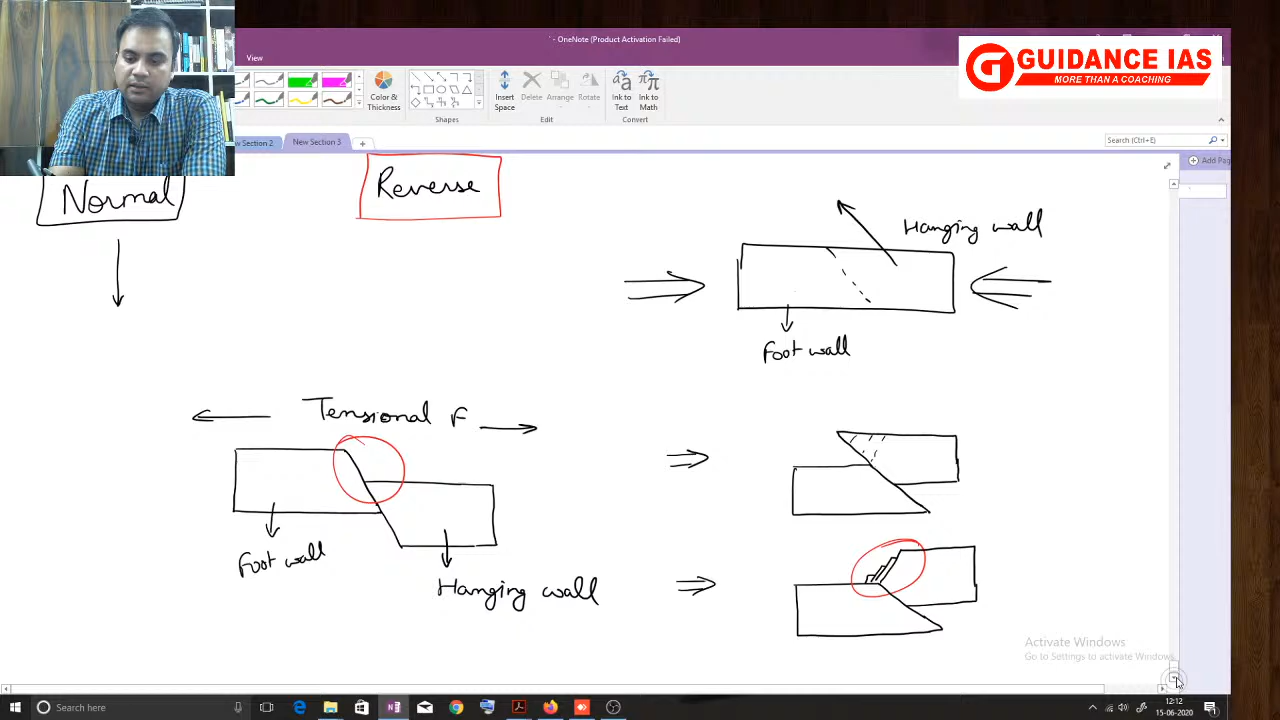 - OneNote (Product Activation Failed)
GUIDANCE IAS
MORE THAN A COACHING
View
Color & Thickness
Shapes
Insert Space
Delete
Arrange
Rotate
Edit
Ink to Text
Ink to Math
Convert
New Section 3
Search (Ctrl+E)
Normal
Reverse
Hanging wall
Foot wall
Tensional F
Foot wall
Hanging wall
Activate Windows
Go to Settings to activate Windows.
Search here
12:12
15-06-2020